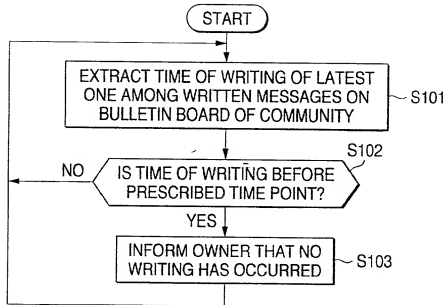 START
EXTRACT TIME OF WRITING OF LATEST
ONE AMONG WRITTEN MESSAGES ON
BULLETIN BOARD OF COMMUNITY
S101
S102
NO
IS TIME OF WRITING BEFORE
PRESCRIBED TIME POINT?
YES
INFORM OWNER THAT NO
WRITING HAS OCCURRED
S103